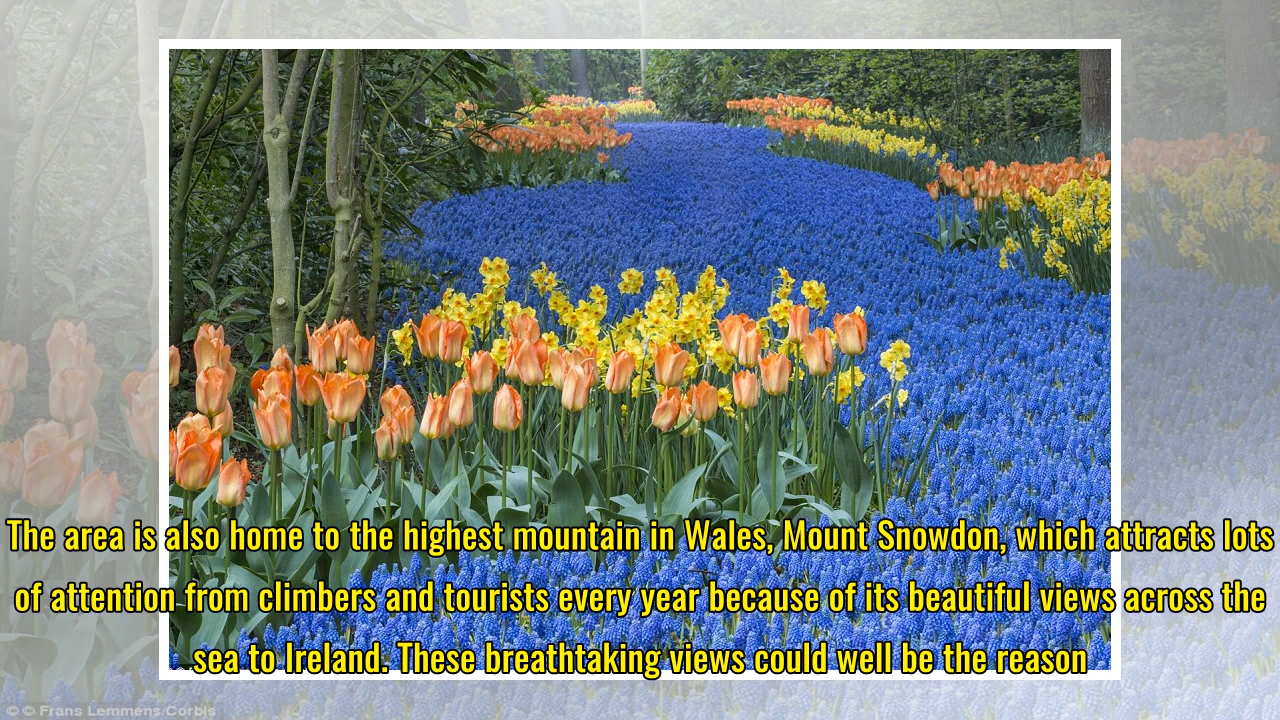 The area is also home to the highest mountain in Wales, Mount Snowdon, which attracts lots
of attention from climbers and tourists every year because of its beautiful views across the
sea to Ireland. These breathtaking views could well be the reason
© © Frans Lemmens/Corbis